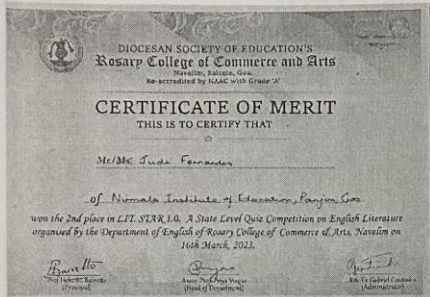 DIOCESAN SOCIETY OF EDUCATION'S
Rosary College of Commerce and Arts
Navelim, Salcete, Goa.
Re-accredited by NAAC with Grade 'A'
CERTIFICATE OF MERIT
THIS IS TO CERTIFY THAT
Mr./Ms. Jude Fernandes
of Nirmala Institute of Education, Panjim Goa
won the 2nd place in LIT. STAR 1.0, A State Level Quiz Competition on English Literature
organised by the Department of English of Rosary College of Commerce & Arts, Navelim on
16th March, 2023.
(Principal)
(Head of Department)
(Administrator)